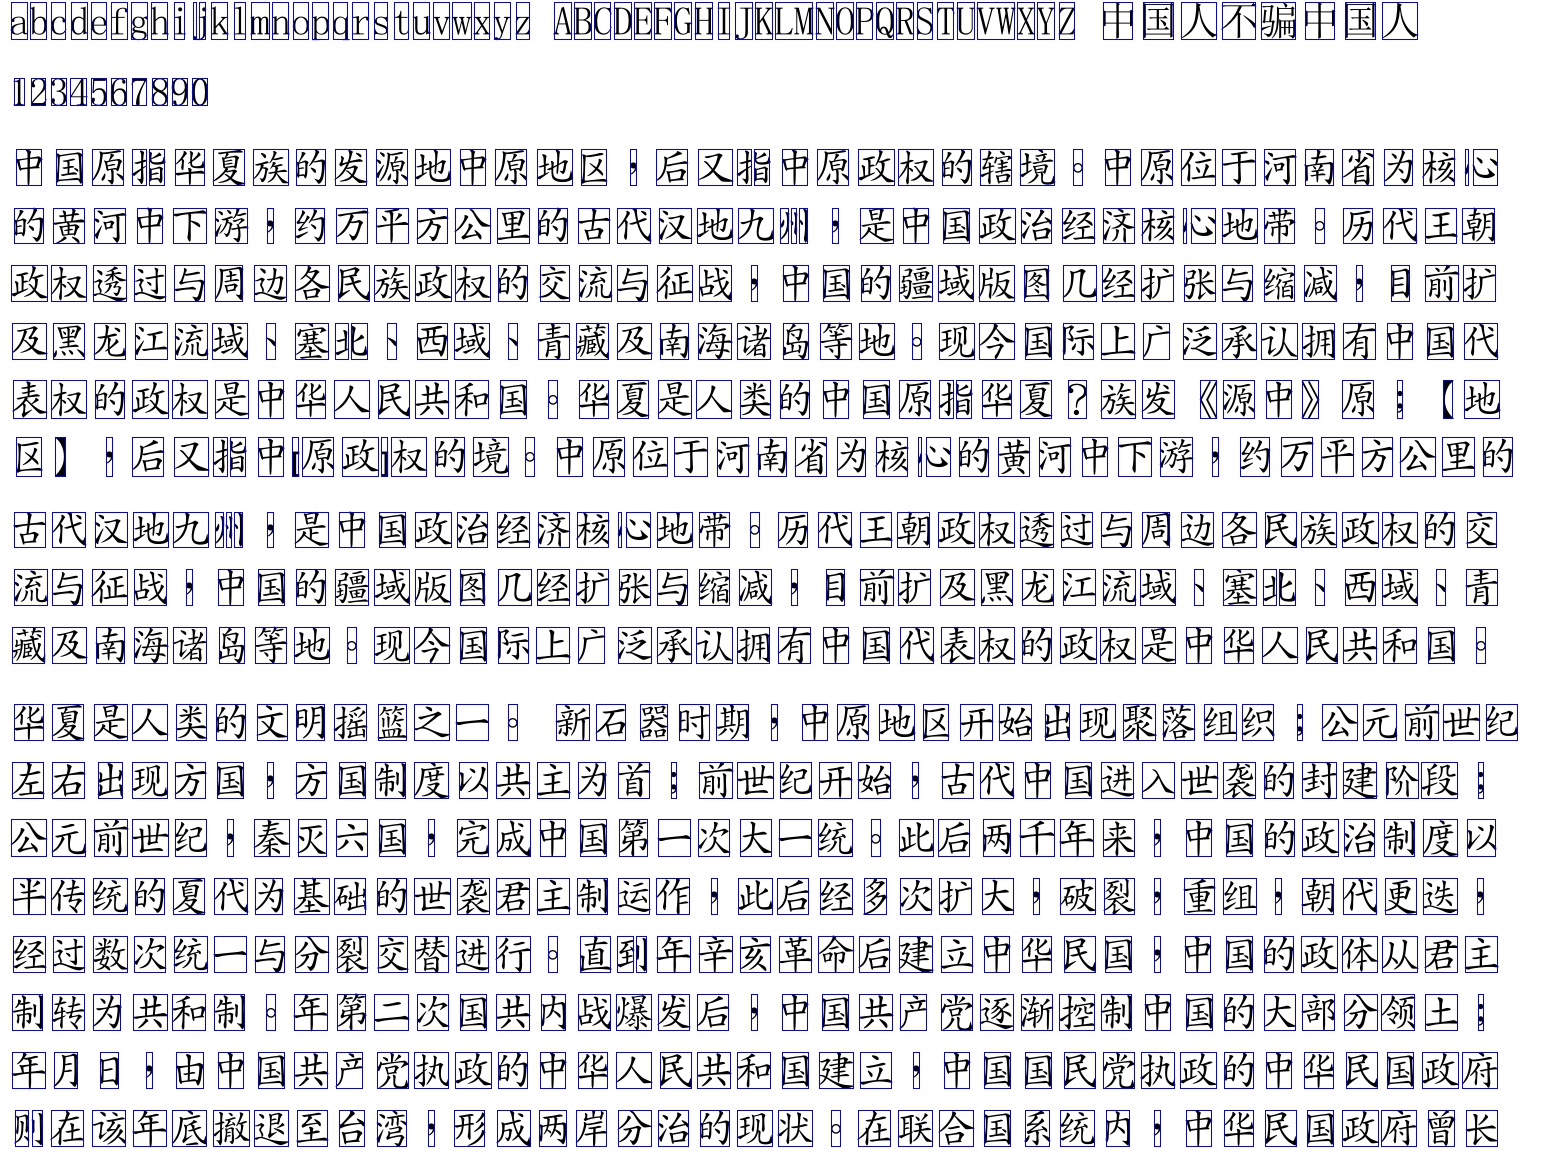 abcdefghijklmnopqrstuvwxyz ABCDEFGHIJKLMNOPQRSTUVWXYZ 中国人不骗中国人
1234567890
中国原指华夏族的发源地中原地区，后又指中原政权的辖境。中原位于河南省为核心
的黄河中下游，约万平方公里的古代汉地九州，是中国政治经济核心地带。历代王朝
政权透过与周边各民族政权的交流与征战，中国的疆域版图几经扩张与缩减，目前扩
及黑龙江流域、塞北、西域、青藏及南海诸岛等地。现今国际上广泛承认拥有中国代
表权的政权是中华人民共和国。华夏是人类的中国原指华夏？族发《源中》原；【地
区】，后又指中[原政]权的境。中原位于河南省为核心的黄河中下游，约万平方公里的
古代汉地九州，是中国政治经济核心地带。历代王朝政权透过与周边各民族政权的交
流与征战，中国的疆域版图几经扩张与缩减，目前扩及黑龙江流域、塞北、西域、青
藏及南海诸岛等地。现今国际上广泛承认拥有中国代表权的政权是中华人民共和国。
华夏是人类的文明摇篮之一。 新石器时期，中原地区开始出现聚落组织；公元前世纪
左右出现方国，方国制度以共主为首；前世纪开始，古代中国进入世袭的封建阶段；
公元前世纪，秦灭六国，完成中国第一次大一统。此后两千年来，中国的政治制度以
半传统的夏代为基础的世袭君主制运作，此后经多次扩大，破裂，重组，朝代更迭，
经过数次统一与分裂交替进行。直到年辛亥革命后建立中华民国，中国的政体从君主
制转为共和制。年第二次国共内战爆发后，中国共产党逐渐控制中国的大部分领土；
年月日，由中国共产党执政的中华人民共和国建立，中国国民党执政的中华民国政府
则在该年底撤退至台湾，形成两岸分治的现状。在联合国系统内，中华民国政府曾长